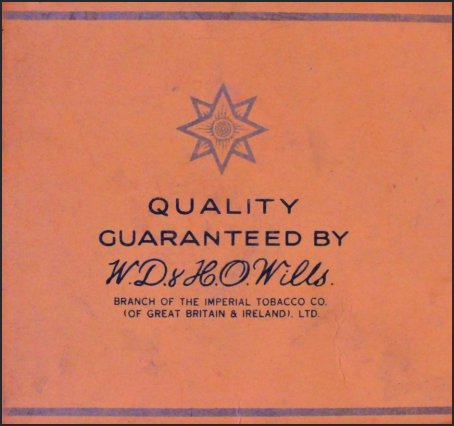 QUALITY
GUARANTEED BY
W.D. & H.O. Wills.
BRANCH OF THE IMPERIAL TOBACCO CO.
(OF GREAT BRITAIN & IRELAND). LTD.